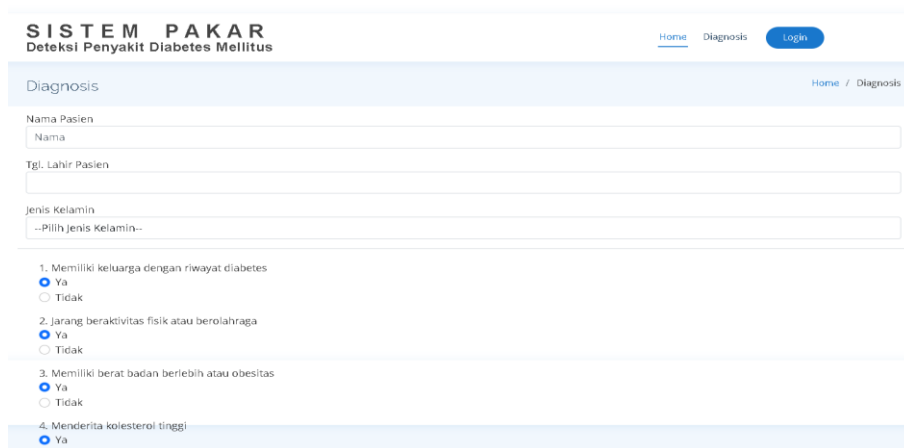 SISTEM PAKAR
Deteksi Penyakit Diabetes Mellitus
Home Diagnosis Login
Diagnosis
Home / Diagnosis
Nama Pasien
Nama
Tgl. Lahir Pasien
Jenis Kelamin
--Pilih Jenis Kelamin--
1. Memiliki keluarga dengan riwayat diabetes
Ya
Tidak
2. Jarang beraktivitas fisik atau berolahraga
Ya
Tidak
3. Memiliki berat badan berlebih atau obesitas
Ya
Tidak
4. Menderita kolesterol tinggi
Ya